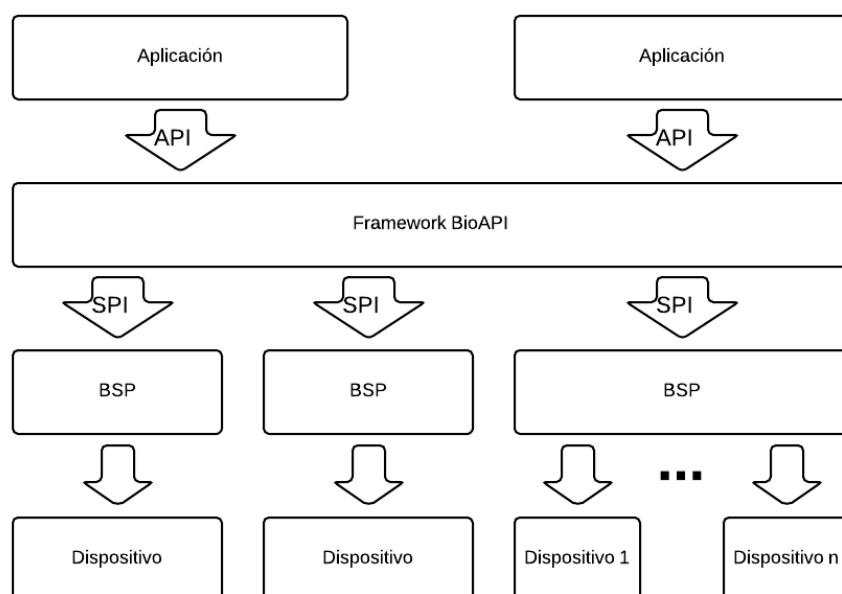 Aplicación
Aplicación
API
API
Framework BioAPI
SPI
SPI
SPI
BSP
BSP
BSP
Dispositivo
Dispositivo
Dispositivo 1
Dispositivo n